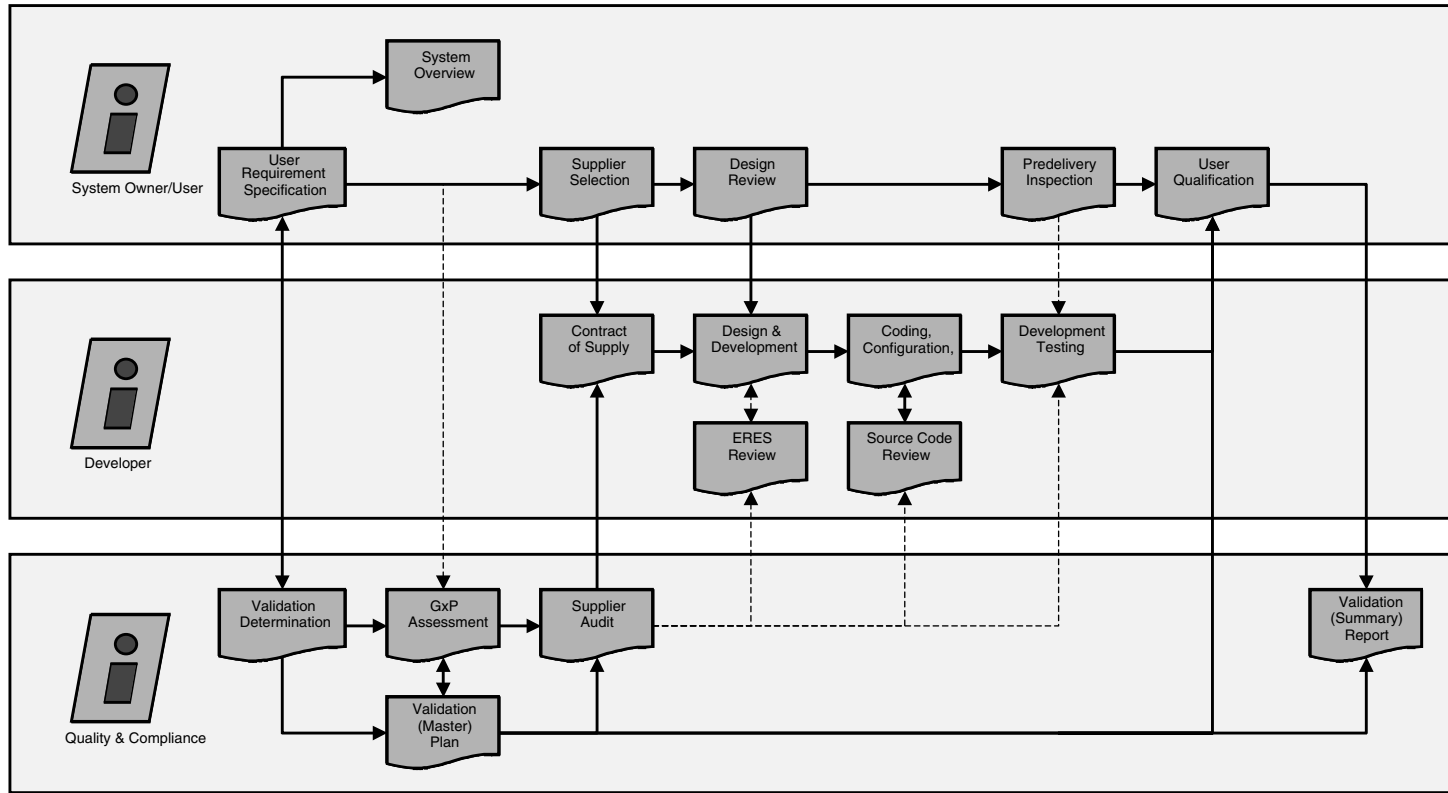 System
Overview
System Owner/User
User
Requirement
Specification
Supplier
Selection
Design
Review
Predelivery
Inspection
User
Qualification
Developer
Contract
of Supply
Design &
Development
Coding,
Configuration,
Development
Testing
ERES
Review
Source Code
Review
Quality & Compliance
Validation
Determination
GxP
Assessment
Supplier
Audit
Validation
(Summary)
Report
Validation
(Master)
Plan